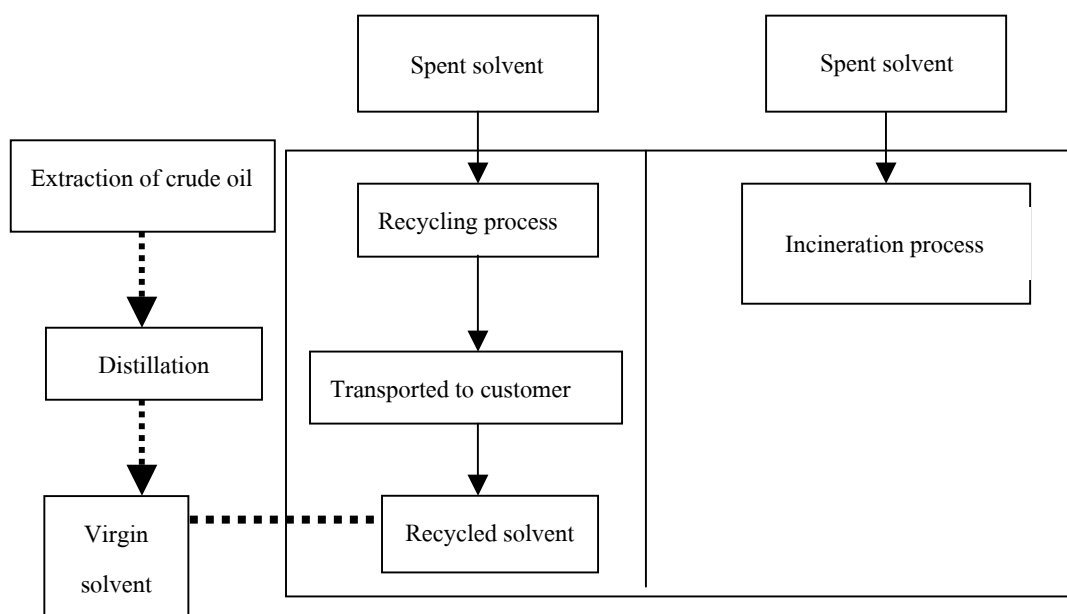 Spent solvent
Spent solvent
Extraction of crude oil
Recycling process
Incineration process
Distillation
Transported to customer
Virgin
solvent
Recycled solvent